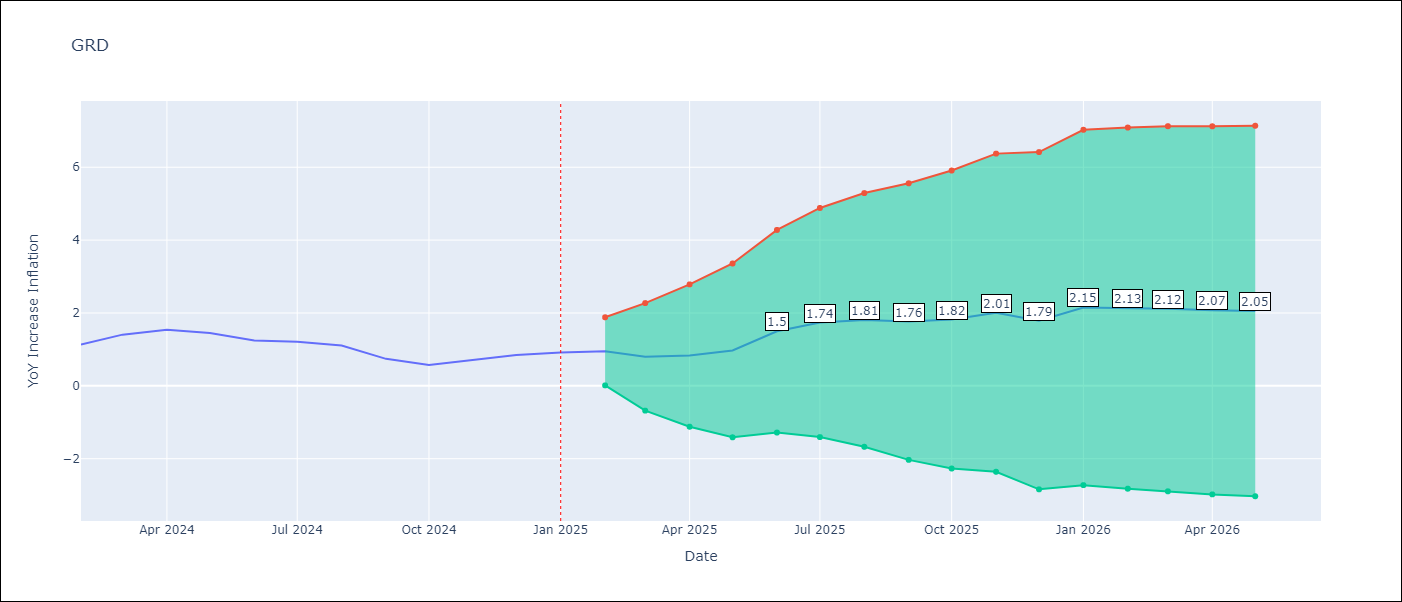 GRD
YoY Increase Inflation
6
4
2
0
−2
1.5
1.74
1.81
1.76
1.82
2.01
1.79
2.15
2.13
2.12
2.07
2.05
Apr 2024
Jul 2024
Oct 2024
Jan 2025
Apr 2025
Jul 2025
Oct 2025
Jan 2026
Apr 2026
Date